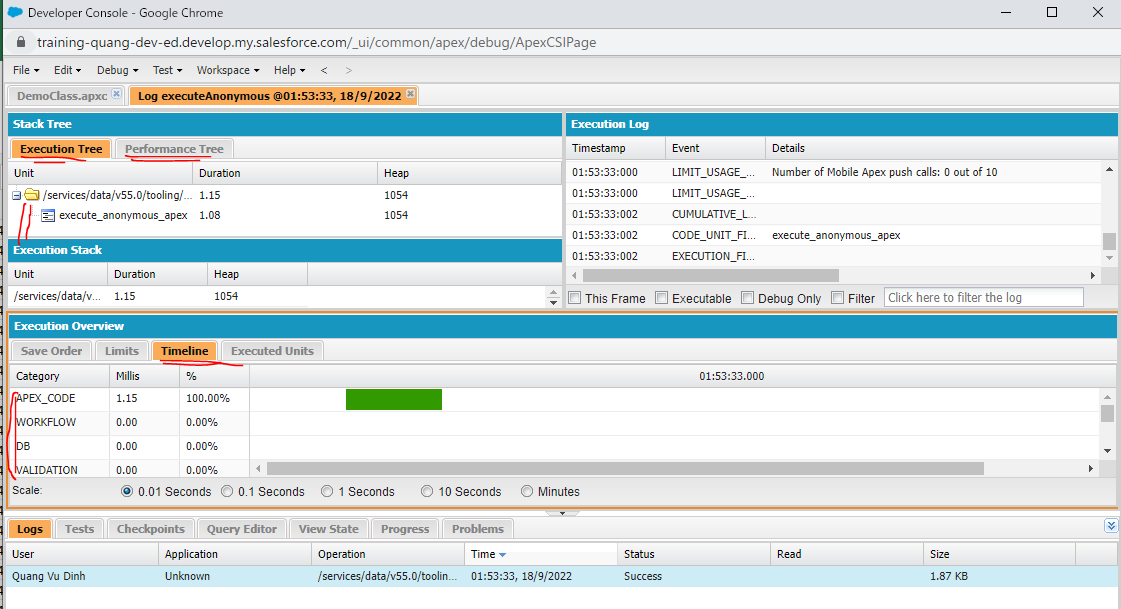 Developer Console - Google Chrome
training-quang-dev-ed.develop.my.salesforce.com/_ui/common/apex/debug/ApexCSIPage
File Edit Debug Test Workspace Help < >
DemoClass.apxc Log executeAnonymous @01:53:33, 18/9/2022
Stack Tree
Execution Tree Performance Tree
Unit Duration Heap
/services/data/v55.0/tooling/... 1.15 1054
execute_anonymous_apex 1.08 1054
Execution Stack
Unit Duration Heap
/services/data/v... 1.15 1054
Execution Log
Timestamp Event Details
01:53:33:000 LIMIT_USAGE_... Number of Mobile Apex push calls: 0 out of 10
01:53:33:000 LIMIT_USAGE_...
01:53:33:002 CUMULATIVE_L...
01:53:33:002 CODE_UNIT_FI... execute_anonymous_apex
01:53:33:002 EXECUTION_FI...
This Frame Executable Debug Only Filter Click here to filter the log
Execution Overview
Save Order Limits Timeline Executed Units
Category Millis % 01:53:33.000
APEX_CODE 1.15 100.00%
WORKFLOW 0.00 0.00%
DB 0.00 0.00%
VALIDATION 0.00 0.00%
Scale: 0.01 Seconds 0.1 Seconds 1 Seconds 10 Seconds Minutes
Logs Tests Checkpoints Query Editor View State Progress Problems
User Application Operation Time Status Read Size
Quang Vu Dinh Unknown /services/data/v55.0/toolin... 01:53:33, 18/9/2022 Success 1.87 KB